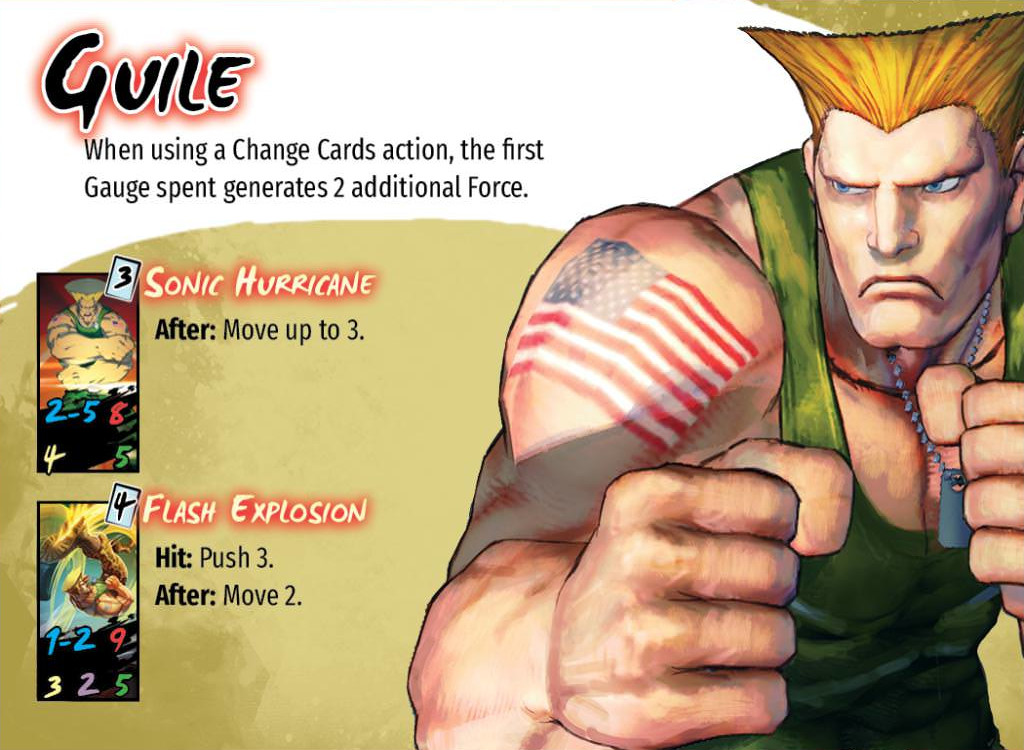 GUILE
When using a Change Cards action, the first
Gauge spent generates 2 additional Force.
3 SONIC HURRICANE
After: Move up to 3.
2-5 8
4 5
4 FLASH EXPLOSION
Hit: Push 3.
After: Move 2.
1-2 9
3 2 5